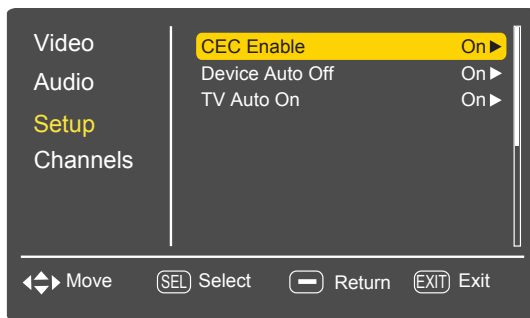 Video
Audio
Setup
Channels
CEC Enable On
Device Auto Off On
TV Auto On On
Move SEL Select Return EXIT Exit